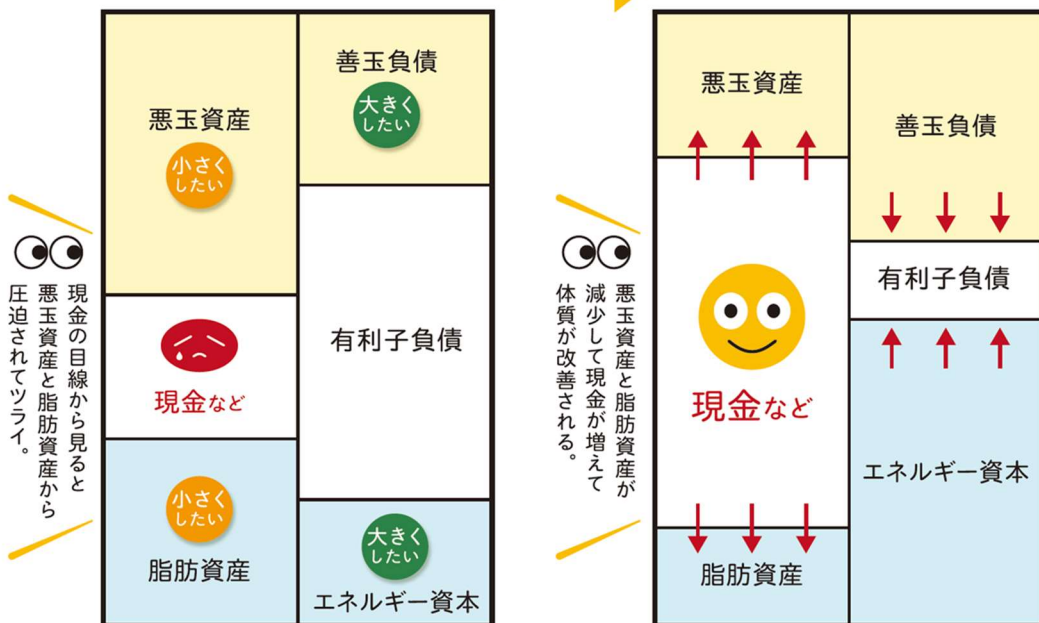 悪玉資産
小さく
したい
現金など
小さく
したい
脂肪資産
善玉負債
大きく
したい
有利子負債
大きく
したい
エネルギー資本
現金の目線から見ると
悪玉資産と脂肪資産から
圧迫されてツライ。
悪玉資産
現金など
脂肪資産
善玉負債
有利子負債
エネルギー資本
悪玉資産と脂肪資産が
減少して現金が増えて
体質が改善される。